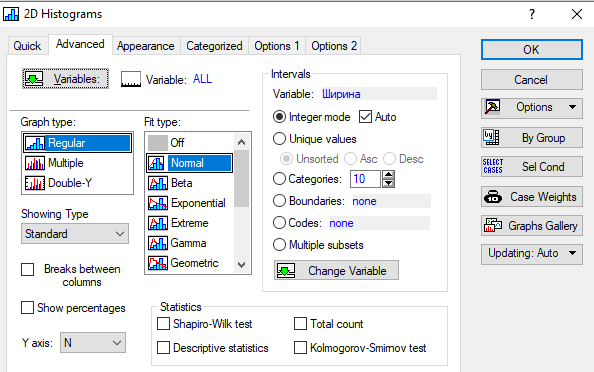 2D Histograms
?
Quick Advanced Appearance Categorized Options 1 Options 2
Variables: Variable: ALL
Graph type:
Regular
Multiple
Double-Y
Showing Type
Standard
Breaks between
columns
Show percentages
Y axis: N
Fit type:
Off
Normal
Beta
Exponential
Extreme
Gamma
Geometric
Intervals
Variable: Ширина
Integer mode Auto
Unique values
Unsorted Asc Desc
Categories: 10
Boundaries: none
Codes: none
Multiple subsets
Change Variable
Statistics
Shapiro-Wilk test Total count
Descriptive statistics Kolmogorov-Smirnov test
OK
Cancel
Options
By Group
SELECT
CASES
Sel Cond
Case Weights
Graphs Gallery
Updating: Auto